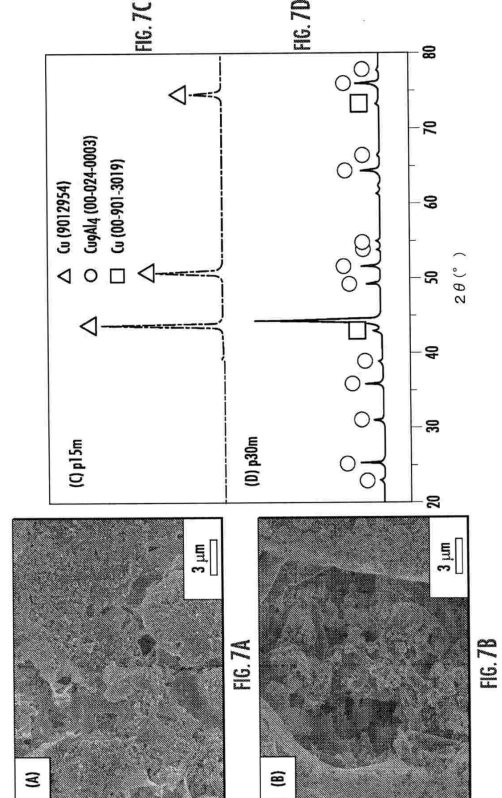 (A)
3 μm
FIG. 7A
(B)
3 μm
FIG. 7B
FIG. 7C
(C) p15m
△ Cu (9012954)
○ Cu9Al4 (00-024-0003)
□ Cu (00-901-3019)
FIG. 7D
(D) p30m
20 30 40 50 60 70 80
2θ(°)